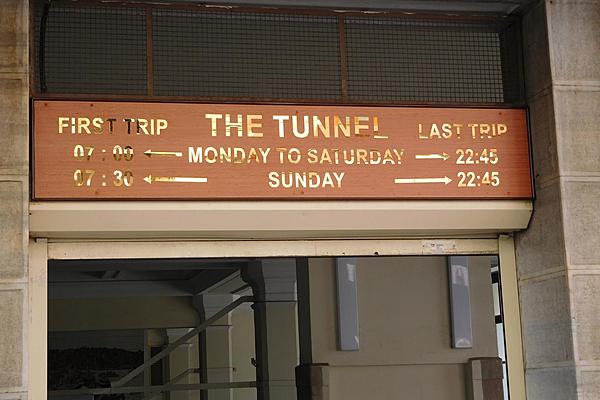 FIRST TRIP THE TUNNEL LAST TRIP
07 : 00 ← MONDAY TO SATURDAY → 22:45
07 : 30 ← SUNDAY → 22:45